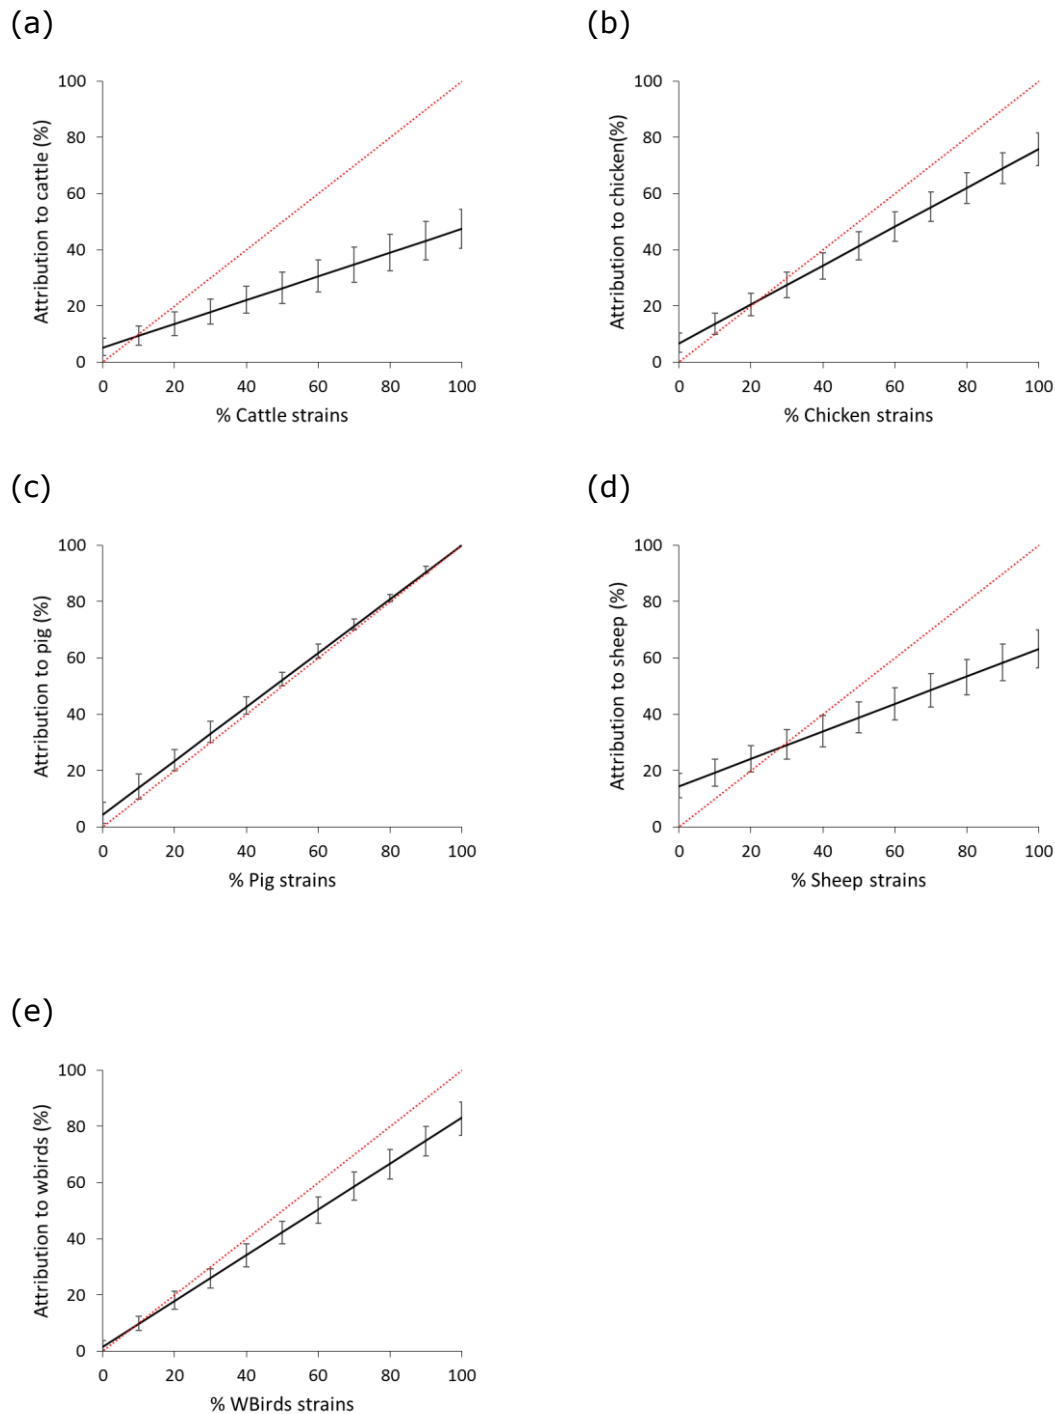 (a)
(b)
100
80
60
40
20
0
Attribution to cattle (%)
0 20 40 60 80 100
% Cattle strains
100
80
60
40
20
0
Attribution to chicken(%)
0 20 40 60 80 100
% Chicken strains
(c)
(d)
100
80
60
40
20
0
Attribution to pig (%)
0 20 40 60 80 100
% Pig strains
100
80
60
40
20
0
Attribution to sheep (%)
0 20 40 60 80 100
% Sheep strains
(e)
100
80
60
40
20
0
Attribution to wbirds (%)
0 20 40 60 80 100
% WBirds strains